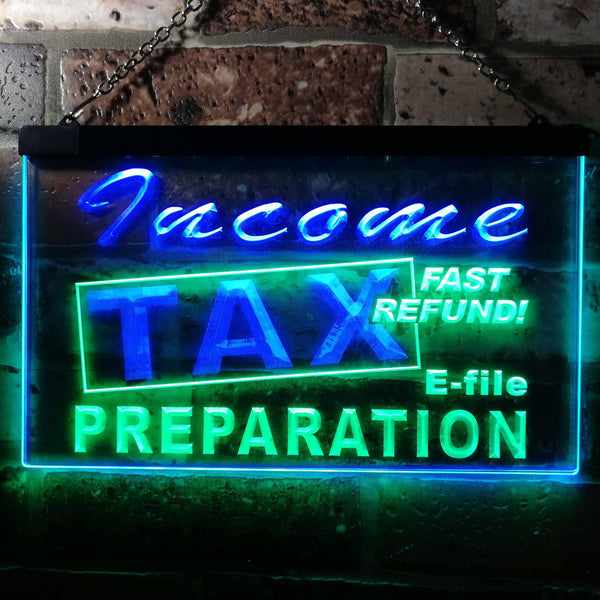 Income
TAX
FAST
REFUND!
E-file
PREPARATION